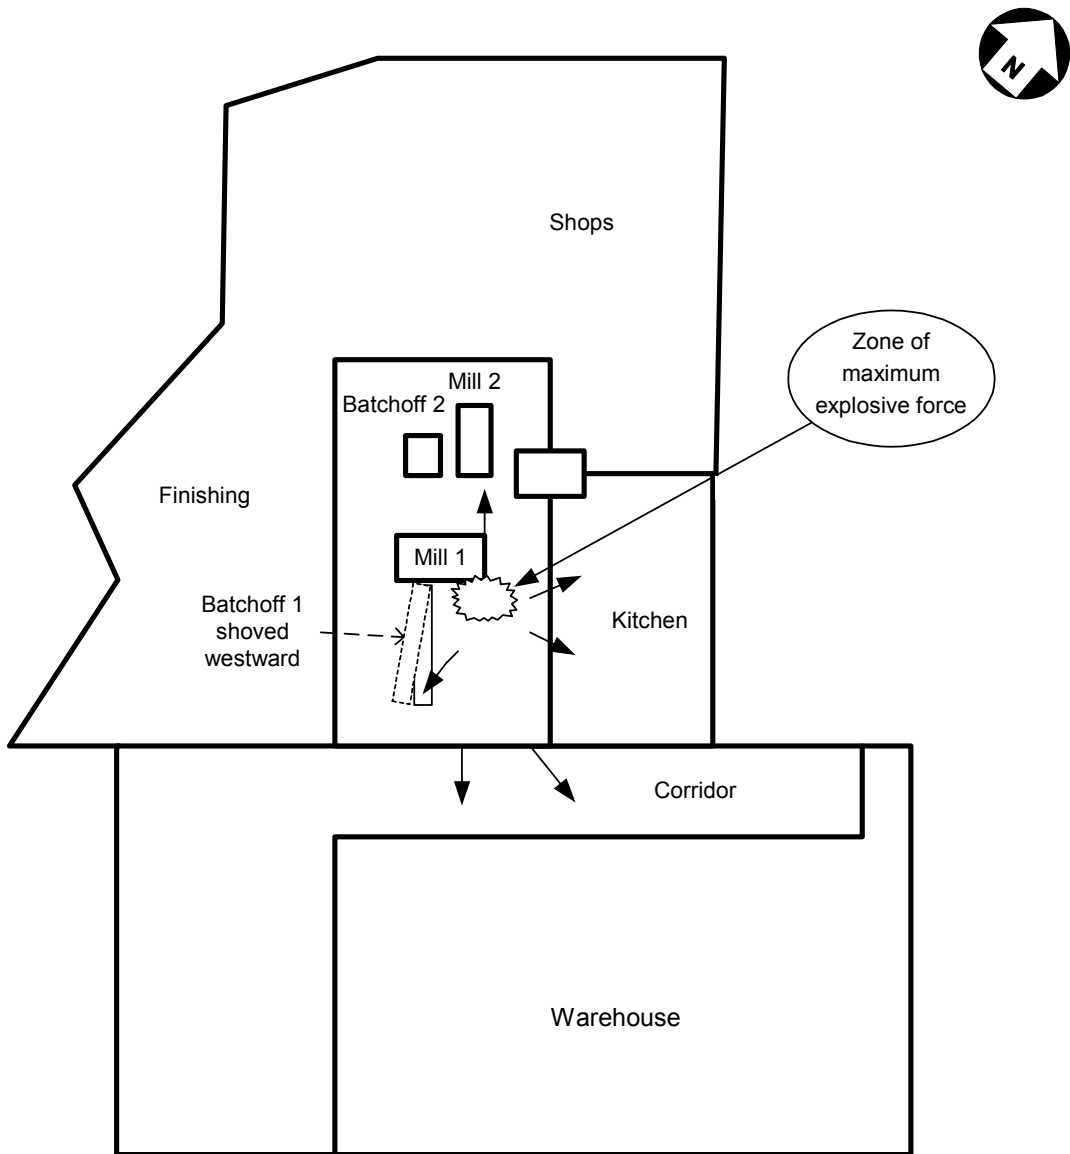 N
Shops
Zone of
maximum
explosive force
Mill 2
Batchoff 2
Finishing
Mill 1
Batchoff 1
shoved
westward
Kitchen
Corridor
Warehouse